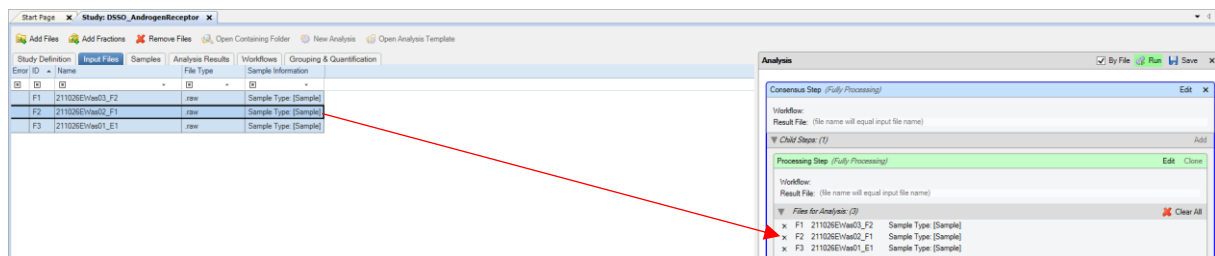 Start Page x Study: DSSO_AndrogenReceptor x
Add Files Add Fractions Remove Files Open Containing Folder New Analysis Open Analysis Template
Study Definition Input Files Samples Analysis Results Workflows Grouping & Quantification
Error ID Name File Type Sample Information
F1 211026EWas03_F2 .raw Sample Type: [Sample]
F2 211026EWas02_F1 .raw Sample Type: [Sample]
F3 211026EWas01_E1 .raw Sample Type: [Sample]
Analysis By File Run Save x
Consensus Step (Fully Processing) Edit x
Workflow:
Result File: (file name will equal input file name)
Child Steps: (1) Add
Processing Step (Fully Processing) Edit Clone
Workflow:
Result File: (file name will equal input file name)
Files for Analysis: (3) Clear All
x F1 211026EWas03_F2 Sample Type: [Sample]
x F2 211026EWas02_F1 Sample Type: [Sample]
x F3 211026EWas01_E1 Sample Type: [Sample]